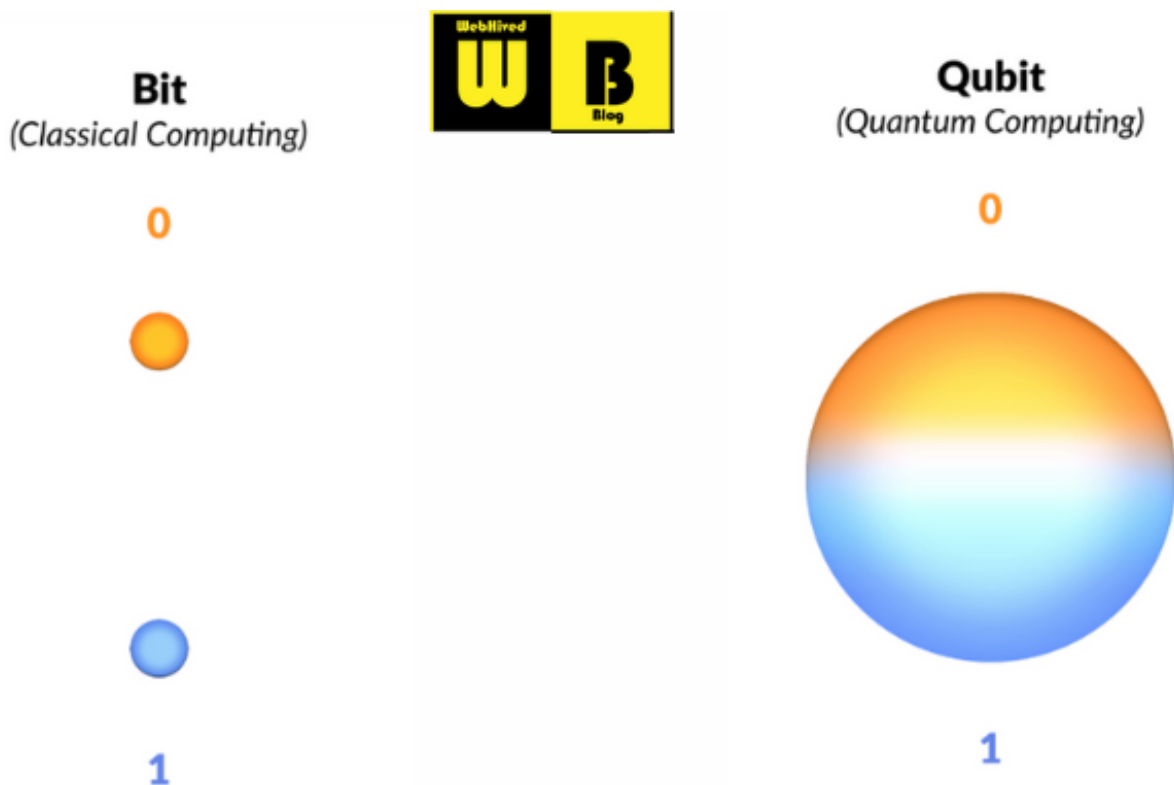 Bit
(Classical Computing)
0
1
WebHired
W
B
Blog
Qubit
(Quantum Computing)
0
1